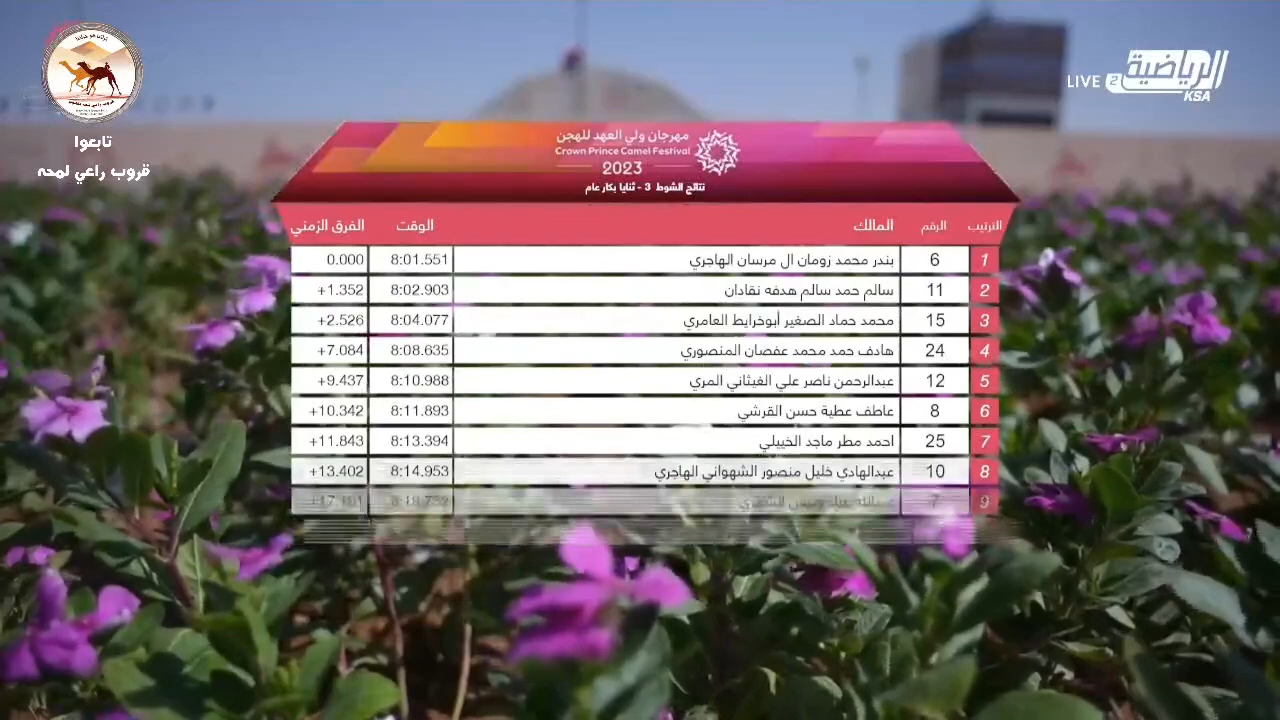 تابعوا
قروب راعي لمحه
LIVE 2 الرياضية
KSA
مهرجان ولي العهد للهجن
Crown Prince Camel Festival
2023
نتائج الشوط 3 - ثنايا بكار عام
الترتيب الرقم المالك الوقت الفرق الزمني
1 6 بندر محمد زومان ال مرسان الهاجري 8:01.551 0.000
2 11 سالم حمد سالم هدفه نقادان 8:02.903 +1.352
3 15 محمد حماد الصغير أبوخرايط العامري 8:04.077 +2.526
4 24 هادف حمد محمد عفصان المنصوري 8:08.635 +7.084
5 12 عبدالرحمن ناصر علي الغيثاني المري 8:10.988 +9.437
6 8 عاطف عطية حسن القرشي 8:11.893 +10.342
7 25 احمد مطر ماجد الخييلي 8:13.394 +11.843
8 10 عبدالهادي خليل منصور الشهواني الهاجري 8:14.953 +13.402
9 7